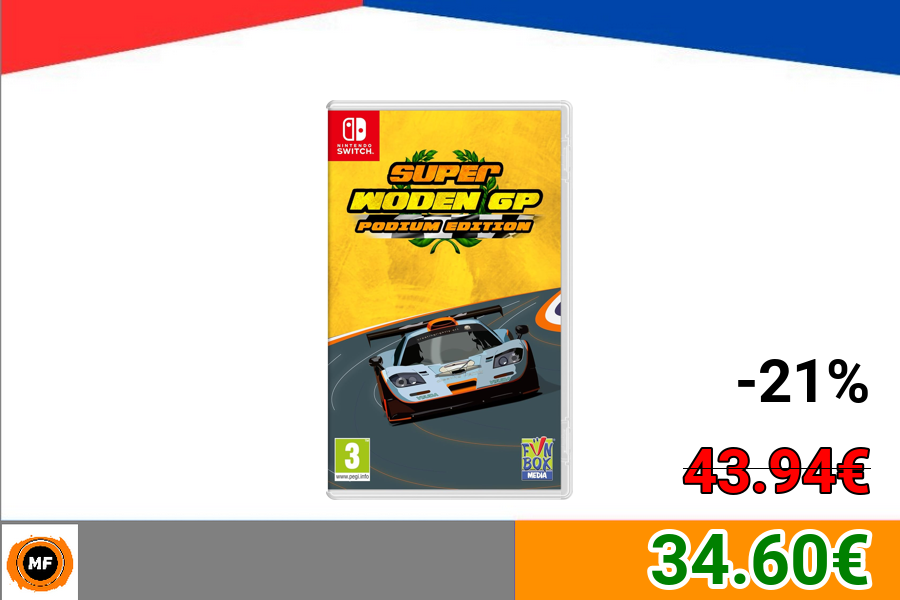 NINTENDO
SWITCH™
SUPER
WODEN GP
PODIUM EDITION
3
www.pegi.info
FUN
BOX
MEDIA
-21%
43.94€
34.60€
MF